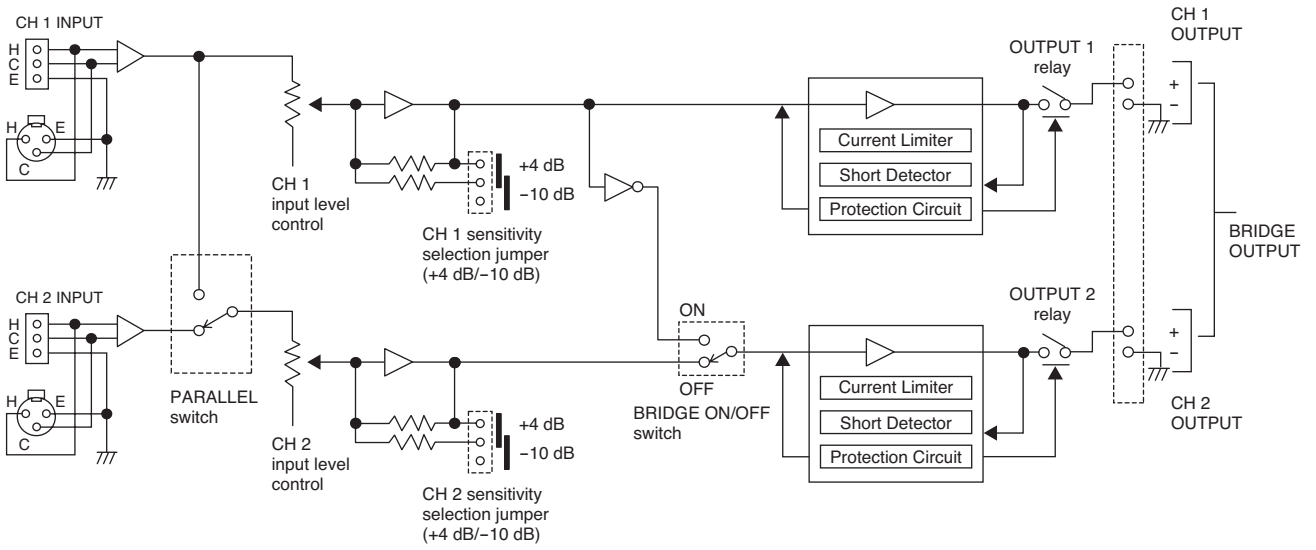 CH 1 INPUT
H
C
E
H
E
C
CH 1
input level
control
+4 dB
−10 dB
CH 1 sensitivity
selection jumper
(+4 dB/−10 dB)
Current Limiter
Short Detector
Protection Circuit
OUTPUT 1
relay
CH 1
OUTPUT
+
−
BRIDGE
OUTPUT
CH 2 INPUT
H
C
E
H
E
C
PARALLEL
switch
CH 2
input level
control
+4 dB
−10 dB
CH 2 sensitivity
selection jumper
(+4 dB/−10 dB)
ON
OFF
BRIDGE ON/OFF
switch
Current Limiter
Short Detector
Protection Circuit
OUTPUT 2
relay
+
−
CH 2
OUTPUT